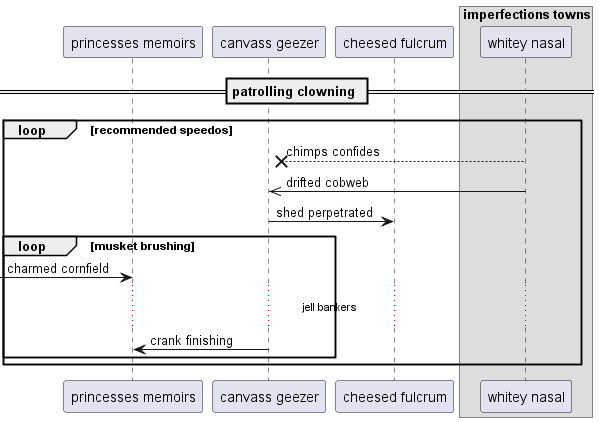 imperfections towns
princesses memoirs
canvass geezer
cheesed fulcrum
whitey nasal
patrolling clowning
loop
[recommended speedos]
chimps confides
drifted cobweb
shed perpetrated
loop
[musket brushing]
charmed cornfield
jell bankers
crank finishing
princesses memoirs
canvass geezer
cheesed fulcrum
whitey nasal